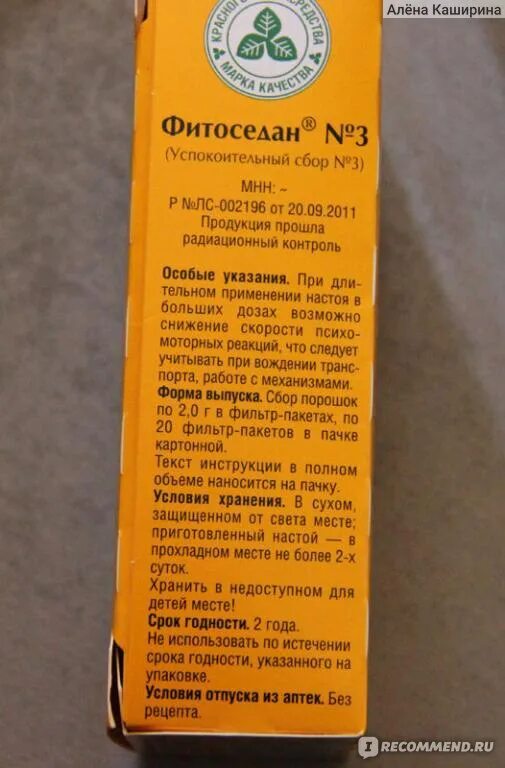 Алёна Каширина
КРАСНОГ СРЕДСТВА
МАРКА КАЧЕСТВА
Фитоседан® №3
(Успокоительный сбор №3)
МНН: ~
Р №ЛС-002196 от 20.09.2011
Продукция прошла
радиационный контроль
Особые указания. При дли-
тельном применении настоя в
больших дозах возможно
снижение скорости психо-
моторных реакций, что следует
учитывать при вождении транс-
порта, работе с механизмами.
Форма выпуска. Сбор порошок
по 2,0 г в фильтр-пакетах, по
20 фильтр-пакетов в пачке
картонной.
Текст инструкции в полном
объеме наносится на пачку.
Условия хранения. В сухом,
защищенном от света месте;
приготовленный настой — в
прохладном месте не более 2-х
суток.
Хранить в недоступном для
детей месте!
Срок годности. 2 года.
Не использовать по истечении
срока годности, указанного на
упаковке.
Условия отпуска из аптек. Без
рецепта.
I RECOMMEND.RU